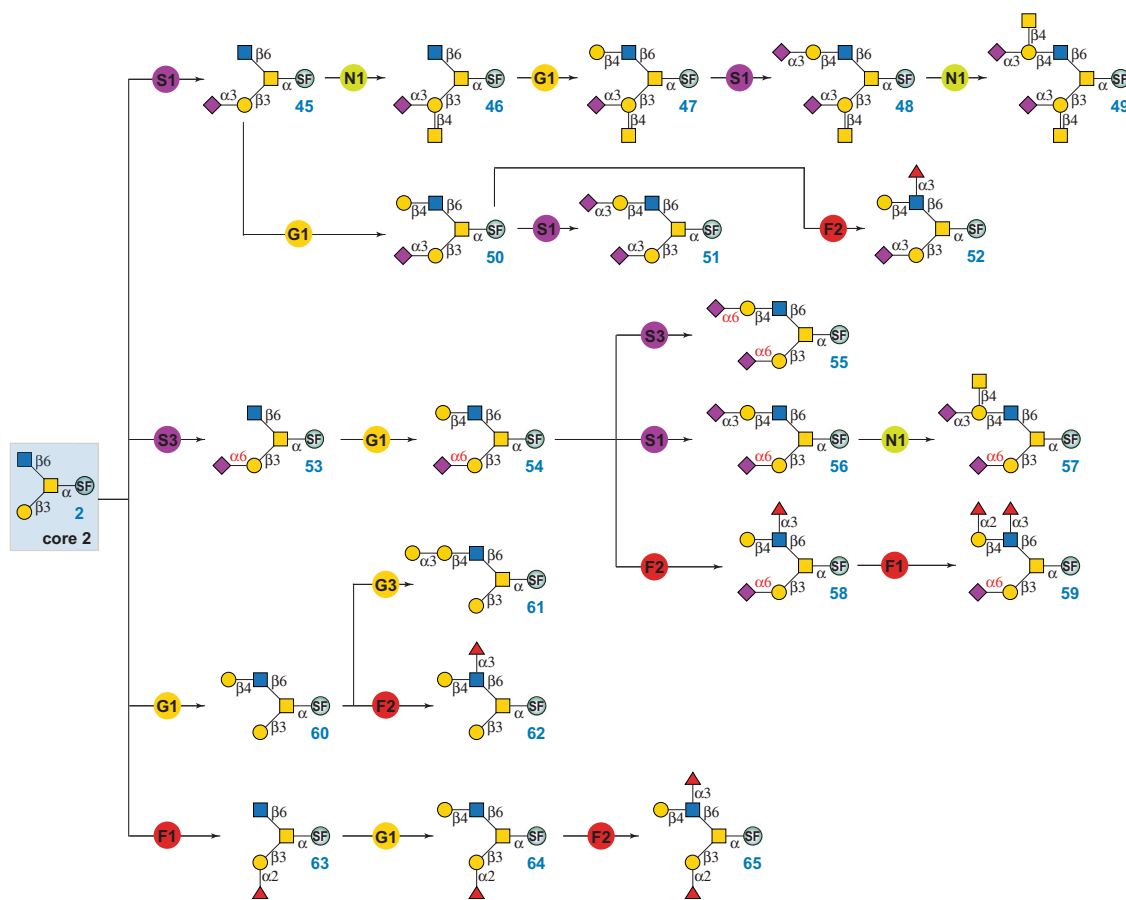 β6 β6 β4 β6 β4 α3 β4 β6 β4 α3 β4 β6
S1 α SF N1 α SF G1 α SF S1 α SF N1 α SF
α3 β3 45 α3 β3 46 α3 β3 47 α3 β3 48 α3 β3 49
β4 β4 β4 β4
α3
β4 β6 α3 β4 β6 β4 β6
G1 α SF S1 α SF F2 α SF
α3 β3 50 α3 β3 51 α3 β3 52
α6 β4 β6
S3 α SF
α6 β3 55
β4
β6 β4 β6 α3 β4 β6 α3 β4 β6
S3 α SF G1 α SF S1 α SF N1 α SF
α6 β3 53 α6 β3 54 α6 β3 56 α6 β3 57
β6
α SF
β3 2
core 2
α3 α2 α3
β4 β6 β4 β6
F2 α SF F1 α SF
α6 β3 58 α6 β3 59
α3 β4 β6
G3 α SF
β3 61
α3
β4 β6 β4 β6
G1 α SF F2 α SF
β3 60 β3 62
α3
β6 β4 β6 β4 β6
F1 α SF G1 α SF F2 α SF
β3 63 β3 64 β3 65
α2 α2 α2